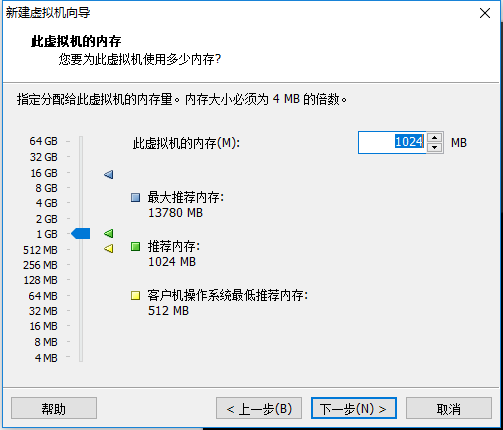 新建虚拟机向导
此虚拟机的内存
您要为此虚拟机使用多少内存?
指定分配给此虚拟机的内存量。内存大小必须为 4 MB 的倍数。
64 GB
32 GB
16 GB
8 GB
4 GB
2 GB
1 GB
512 MB
256 MB
128 MB
64 MB
32 MB
16 MB
8 MB
4 MB
此虚拟机的内存(M):
1024
MB
最大推荐内存:
13780 MB
推荐内存:
1024 MB
客户机操作系统最低推荐内存:
512 MB
帮助
< 上一步(B)
下一步(N) >
取消